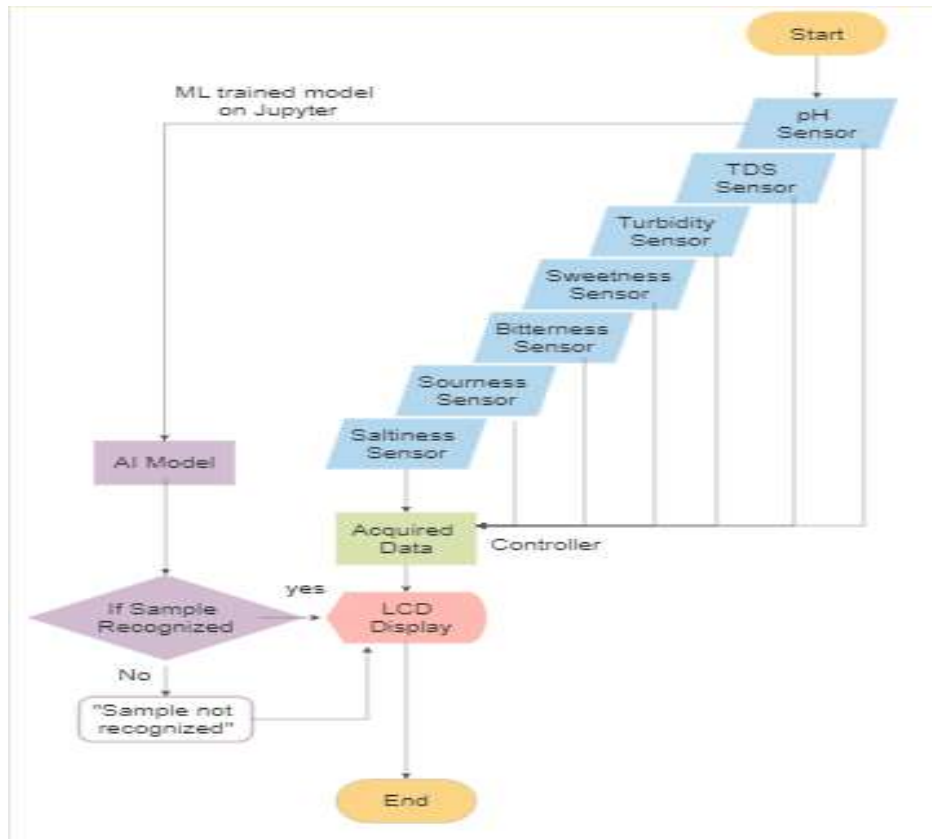 Start
ML trained model
on Jupyter
pH
Sensor
TDS
Sensor
Turbidity
Sensor
Sweetness
Sensor
Bitterness
Sensor
Sourness
Sensor
Saltiness
Sensor
AI Model
Acquired
Data
Controller
yes
If Sample
Recognized
LCD
Display
No
"Sample not
recognized"
End